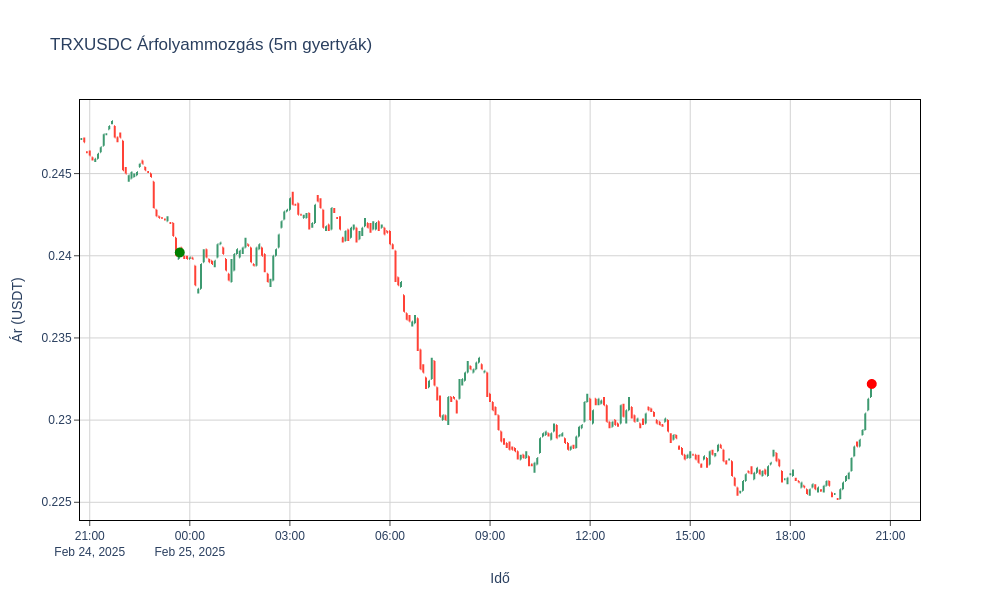 TRXUSDC Árfolyammozgás (5m gyertyák)
Ár (USDT)
0.245
0.24
0.235
0.23
0.225
21:00 00:00 03:00 06:00 09:00 12:00 15:00 18:00 21:00
Feb 24, 2025 Feb 25, 2025
Idő